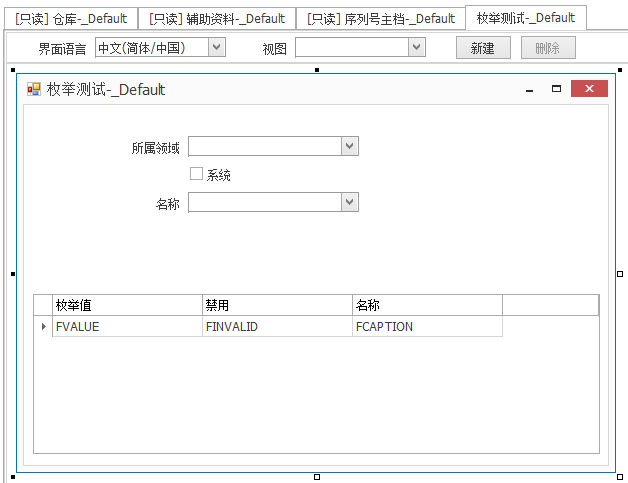 [只读] 仓库-_Default [只读] 辅助资料-_Default [只读] 序列号主档-_Default 枚举测试-_Default
界面语言 中文(简体/中国) 视图 新建 删除
枚举测试-_Default
所属领域
系统
名称
枚举值 禁用 名称
FVALUE FINVALID FCAPTION